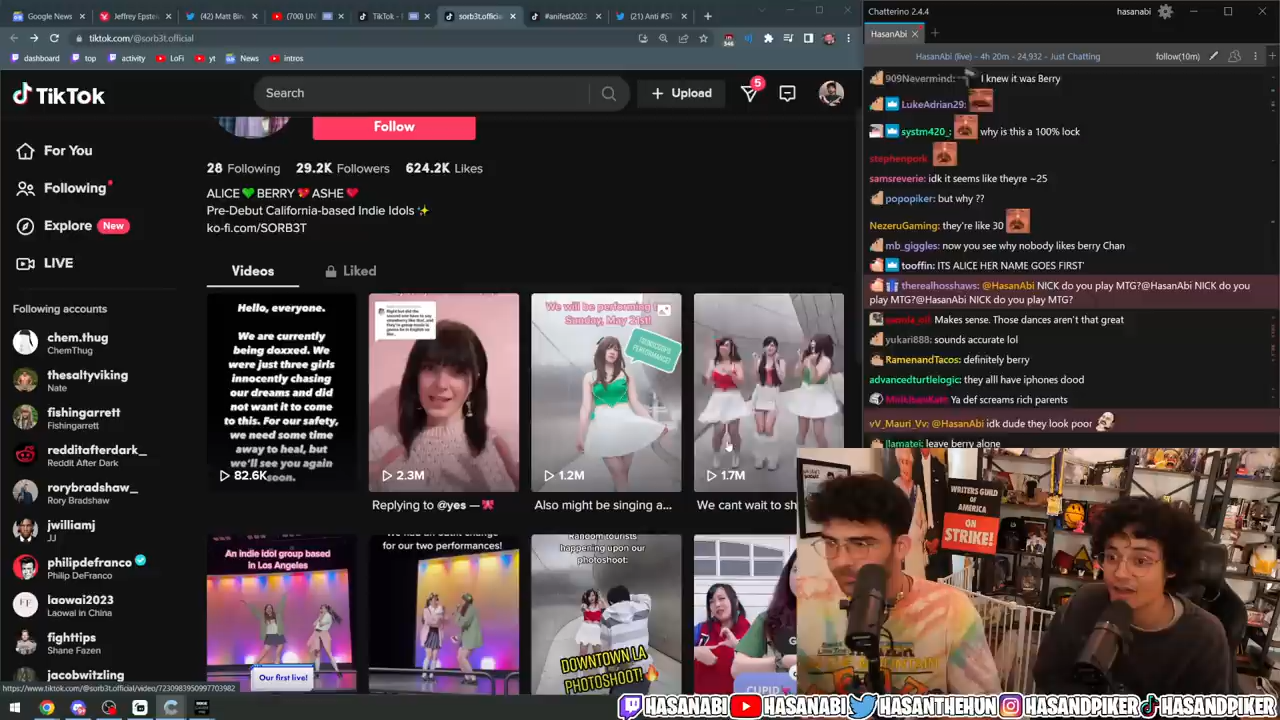 Google News
Jeffrey Epste
(42) Matt Bin
(700) UN
TikTok -
sorb3t.officia
#anifest2023
(21) Anti #S
tiktok.com/@sorb3t.official
dashboard
top
activity
LoFi
yt
News
intros
TikTok
Search
Upload
5
For You
Following
Explore
New
LIVE
Following accounts
chem.thug
ChemThug
thesaltyviking
Nate
fishingarrett
Fishingarrett
redditafterdark_
Reddit After Dark
rorybradshaw_
Rory Bradshaw
jwilliamj
JJ
philipdefranco
Philip DeFranco
laowai2023
Laowai in China
fighttips
Shane Fazen
jacobwitzling
https://www.tiktok.com/@sorb3t.official/video/7230983950997703982
Follow
28 Following 29.2K Followers 624.2K Likes
ALICE💚BERRY💖ASHE❤️
Pre-Debut California-based Indie Idols ✨
ko-fi.com/SORB3T
Videos
Liked
Hello, everyone.
We are currently
being doxxed. We
were just three girls
innocently chasing
our dreams and did
not want it to come
to this. For our safety,
we need some time
away to heal, but
we'll see you again
soon.
82.6K
2.3M
Replying to @yes — 🎀
We will be performing
Sunday, May 21st!
1.2M
Also might be singing a...
1.7M
We cant wait to sh
An indie idol group based
in Los Angeles
Our first live!
for our two performances!
Random tourists
happening upon our
photoshoot:
DOWNTOWN LA
PHOTOSHOOT!
CUPID
Chatterino 2.4.4
hasanabi
HasanAbi
HasanAbi (live) - 4h 20m - 24,932 - Just Chatting
follow(10m)
909Nevermind: I knew it was Berry
LukeAdrian29:
systm420_: why is this a 100% lock
stephenpork
samsreverie: idk it seems like theyre ~25
popopiker: but why ??
NezeruGaming: they're like 30
mb_giggles: now you see why nobody likes berry Chan
tooffin: ITS ALICE HER NAME GOES FIRST'
therealhosshaws: @HasanAbi NICK do you play MTG?@HasanAbi NICK do you
play MTG?@HasanAbi NICK do you play MTG?
Makes sense. Those dances aren't that great
yukari888: sounds accurate lol
RamenandTacos: definitely berry
advancedturtlelogic: they alll have iphones dood
Ya def screams rich parents
vV_Mauri_Vv: @HasanAbi idk dude they look poor
llamatei: leave berry alone
WRITERS GUILD
OF
AMERICA
ON
STRIKE!
HASANABI HASANABI HASANTHEHUN HASANDPIKER HASANDPIKER